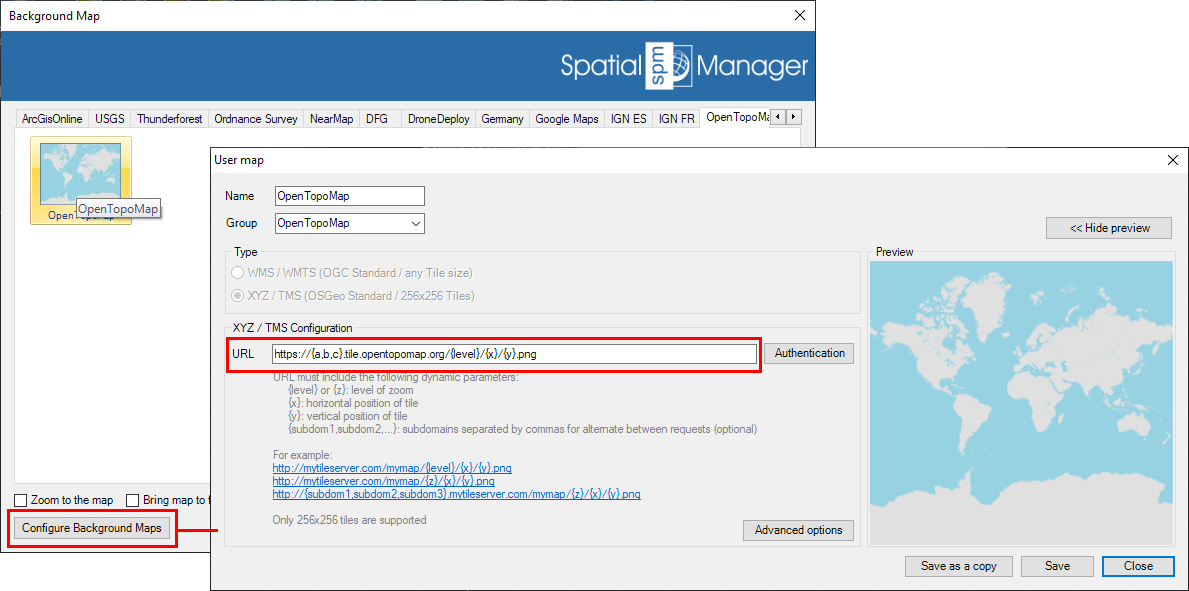 Background Map
Spatial spm Manager
ArcGisOnline USGS Thunderforest Ordnance Survey NearMap DFG DroneDeploy Germany Google Maps IGN ES IGN FR OpenTopoMa
OpenTopoMap
OpenTopoMap
Zoom to the map Bring map to f
Configure Background Maps
User map
Name OpenTopoMap
Group OpenTopoMap
<< Hide preview
Type
WMS / WMTS (OGC Standard / any Tile size)
XYZ / TMS (OSGeo Standard / 256x256 Tiles)
XYZ / TMS Configuration
URL https://{a,b,c}.tile.opentopomap.org/{level}/{x}/{y}.png Authentication
URL must include the following dynamic parameters:
{level} or {z}: level of zoom
{x}: horizontal position of tile
{y}: vertical position of tile
{subdom1,subdom2,...}: subdomains separated by commas for alternate between requests (optional)
For example:
http://mytileserver.com/mymap/{level}/{x}/{y}.png
http://mytileserver.com/mymap/{z}/{x}/{y}.png
http://{subdom1,subdom2,subdom3}.mytileserver.com/mymap/{z}/{x}/{y}.png
Only 256x256 tiles are supported
Advanced options
Preview
Save as a copy Save Close